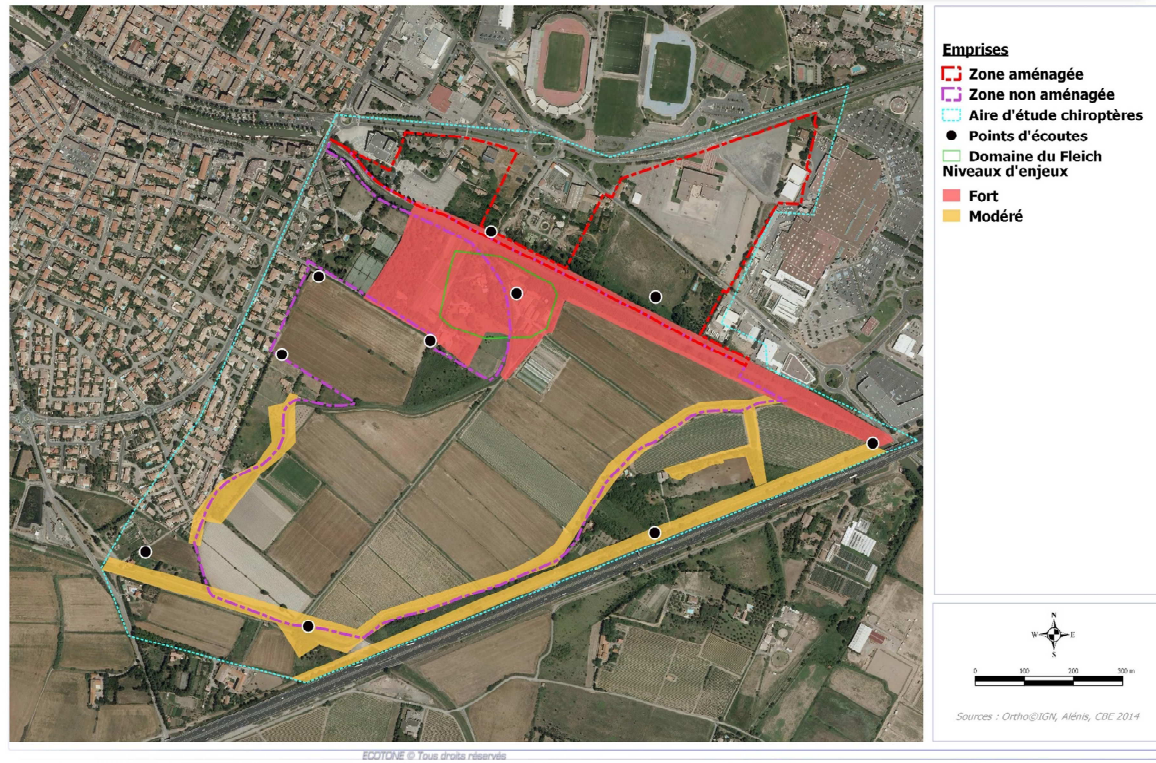 Emprises
Zone aménagée
Zone non aménagée
Aire d'étude chiroptères
Points d'écoutes
Domaine du Fleich
Niveaux d'enjeux
Fort
Modéré
N
W E
S
0 100 200 300 m
Sources : Ortho©IGN, Alénis, CBE 2014
ECOTONE © Tous droits réservés